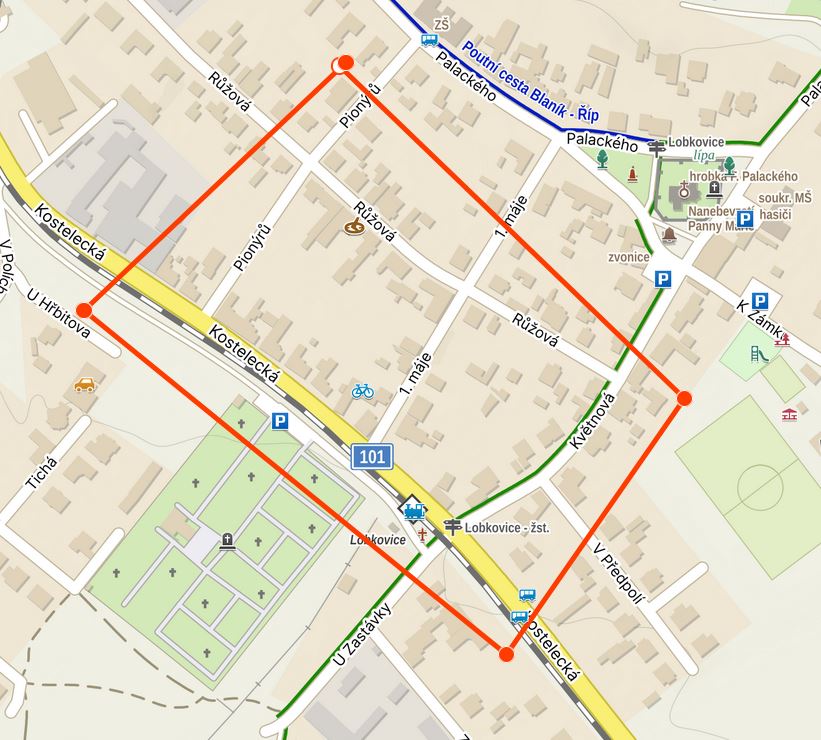 ZŠ
Poutní cesta Blaník - Říp
Palackého
Růžová
Pionýrů
Palackého
Lobkovice
lípa
hrobka F. Palackého
soukr. MŠ
hasiči
Panny Marie
zvonice
1. máje
Růžová
Pionýrů
Kostelecká
V Polích
U Hřbitova
K Zámku
Růžová
Kostelecká
1. máje
Květnová
101
Tichá
Lobkovice
Lobkovice - žst.
V Předpolí
Kostelecká
U Zastávky
P
P
P
P